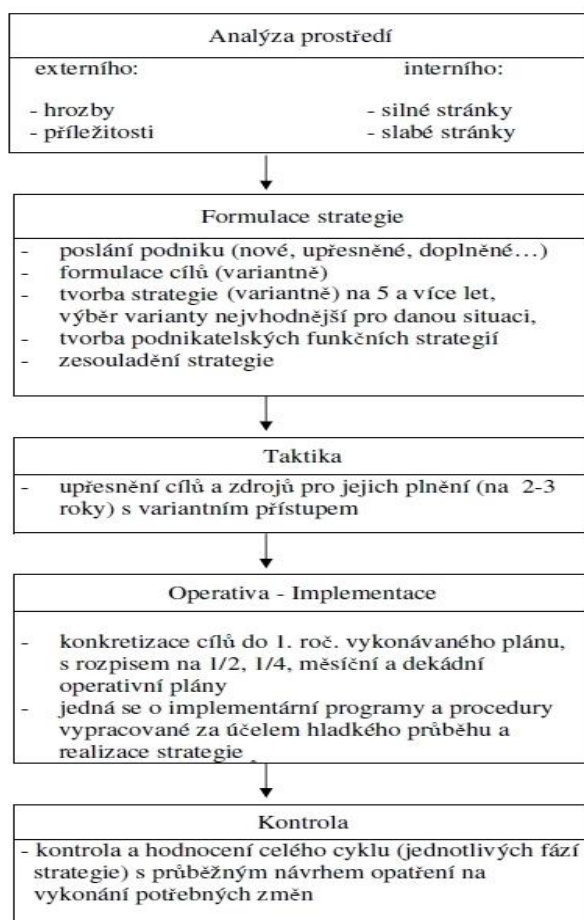 Analýza prostředí
externího: interního:
- hrozby - silné stránky
- příležitosti - slabé stránky
Formulace strategie
- poslání podniku (nové, upřesněné, doplněné…)
- formulace cílů (variantně)
- tvorba strategie (variantně) na 5 a více let,
výběr varianty nejvhodnější pro danou situaci,
- tvorba podnikatelských funkčních strategií
- zesouladění strategie
Taktika
- upřesnění cílů a zdrojů pro jejich plnění (na 2-3
roky) s variantním přístupem
Operativa - Implementace
- konkretizace cílů do 1. roč. vykonávaného plánu,
s rozpisem na 1/2, 1/4, měsíční a dekádní
operativní plány
- jedná se o implementární programy a procedury
vypracované za účelem hladkého průběhu a
realizace strategie
Kontrola
- kontrola a hodnocení celého cyklu (jednotlivých fází
strategie) s průběžným návrhem opatření na
vykonání potřebných změn